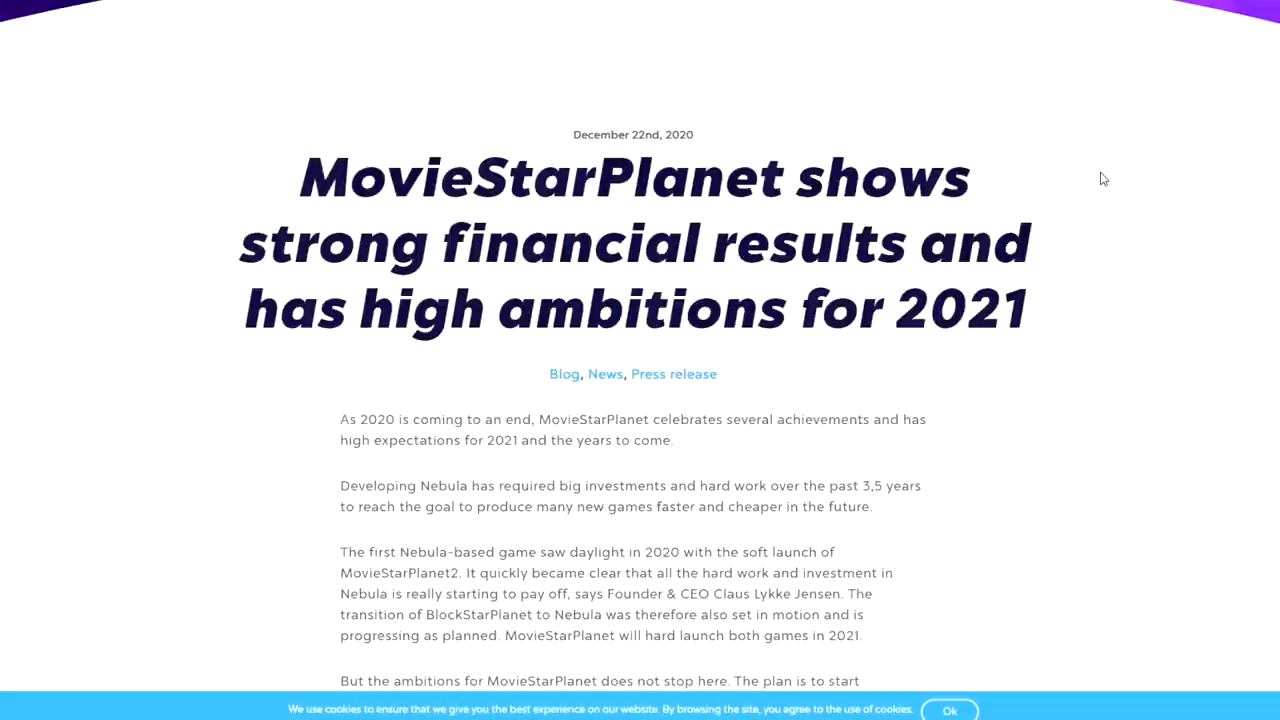 December 22nd, 2020
MovieStarPlanet shows
strong financial results and
has high ambitions for 2021
Blog, News, Press release
As 2020 is coming to an end, MovieStarPlanet celebrates several achievements and has
high expectations for 2021 and the years to come.
Developing Nebula has required big investments and hard work over the past 3,5 years
to reach the goal to produce many new games faster and cheaper in the future.
The first Nebula-based game saw daylight in 2020 with the soft launch of
MovieStarPlanet2. It quickly became clear that all the hard work and investment in
Nebula is really starting to pay off, says Founder & CEO Claus Lykke Jensen. The
transition of BlockStarPlanet to Nebula was therefore also set in motion and is
progressing as planned. MovieStarPlanet will hard launch both games in 2021.
But the ambitions for MovieStarPlanet does not stop here. The plan is to start
We use cookies to ensure that we give you the best experience on our website. By browsing the site, you agree to the use of cookies.
Ok